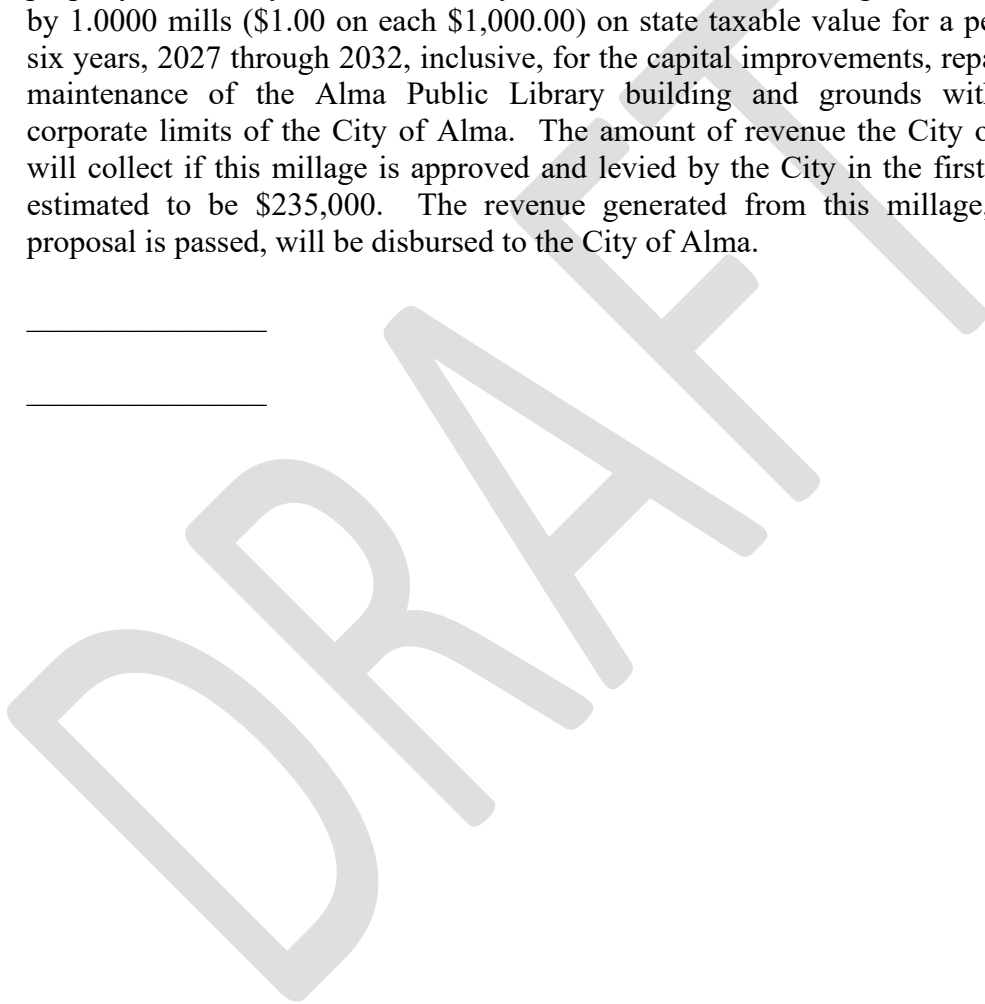 by 1.0000 mills ($1.00 on each $1,000.00) on state taxable value for a
six years, 2027 through 2032, inclusive, for the capital improvements,
maintenance of the Alma Public Library building and grounds
corporate limits of the City of Alma. The amount of revenue the City
will collect if this millage is approved and levied by the City in the first
estimated to be $235,000. The revenue generated from this millage,
proposal is passed, will be disbursed to the City of Alma.
DRAFT